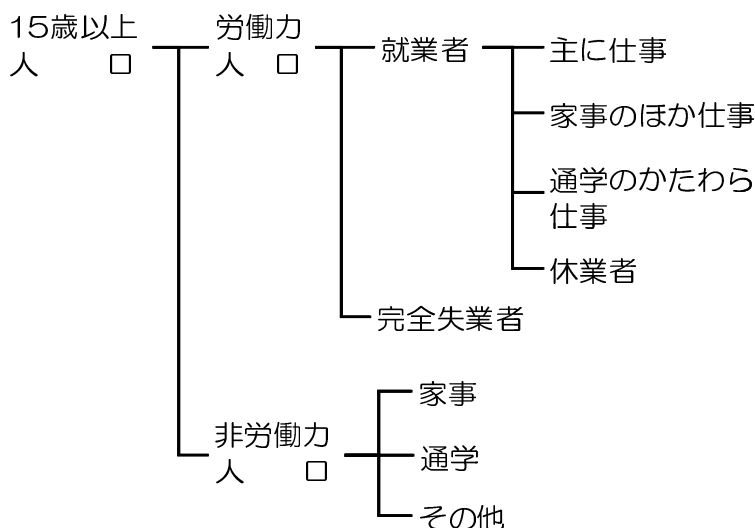 15歳以上
人口
労働力
人口
就業者
主に仕事
家事のほか仕事
通学のかたわら
仕事
休業者
完全失業者
非労働力
人口
家事
通学
その他